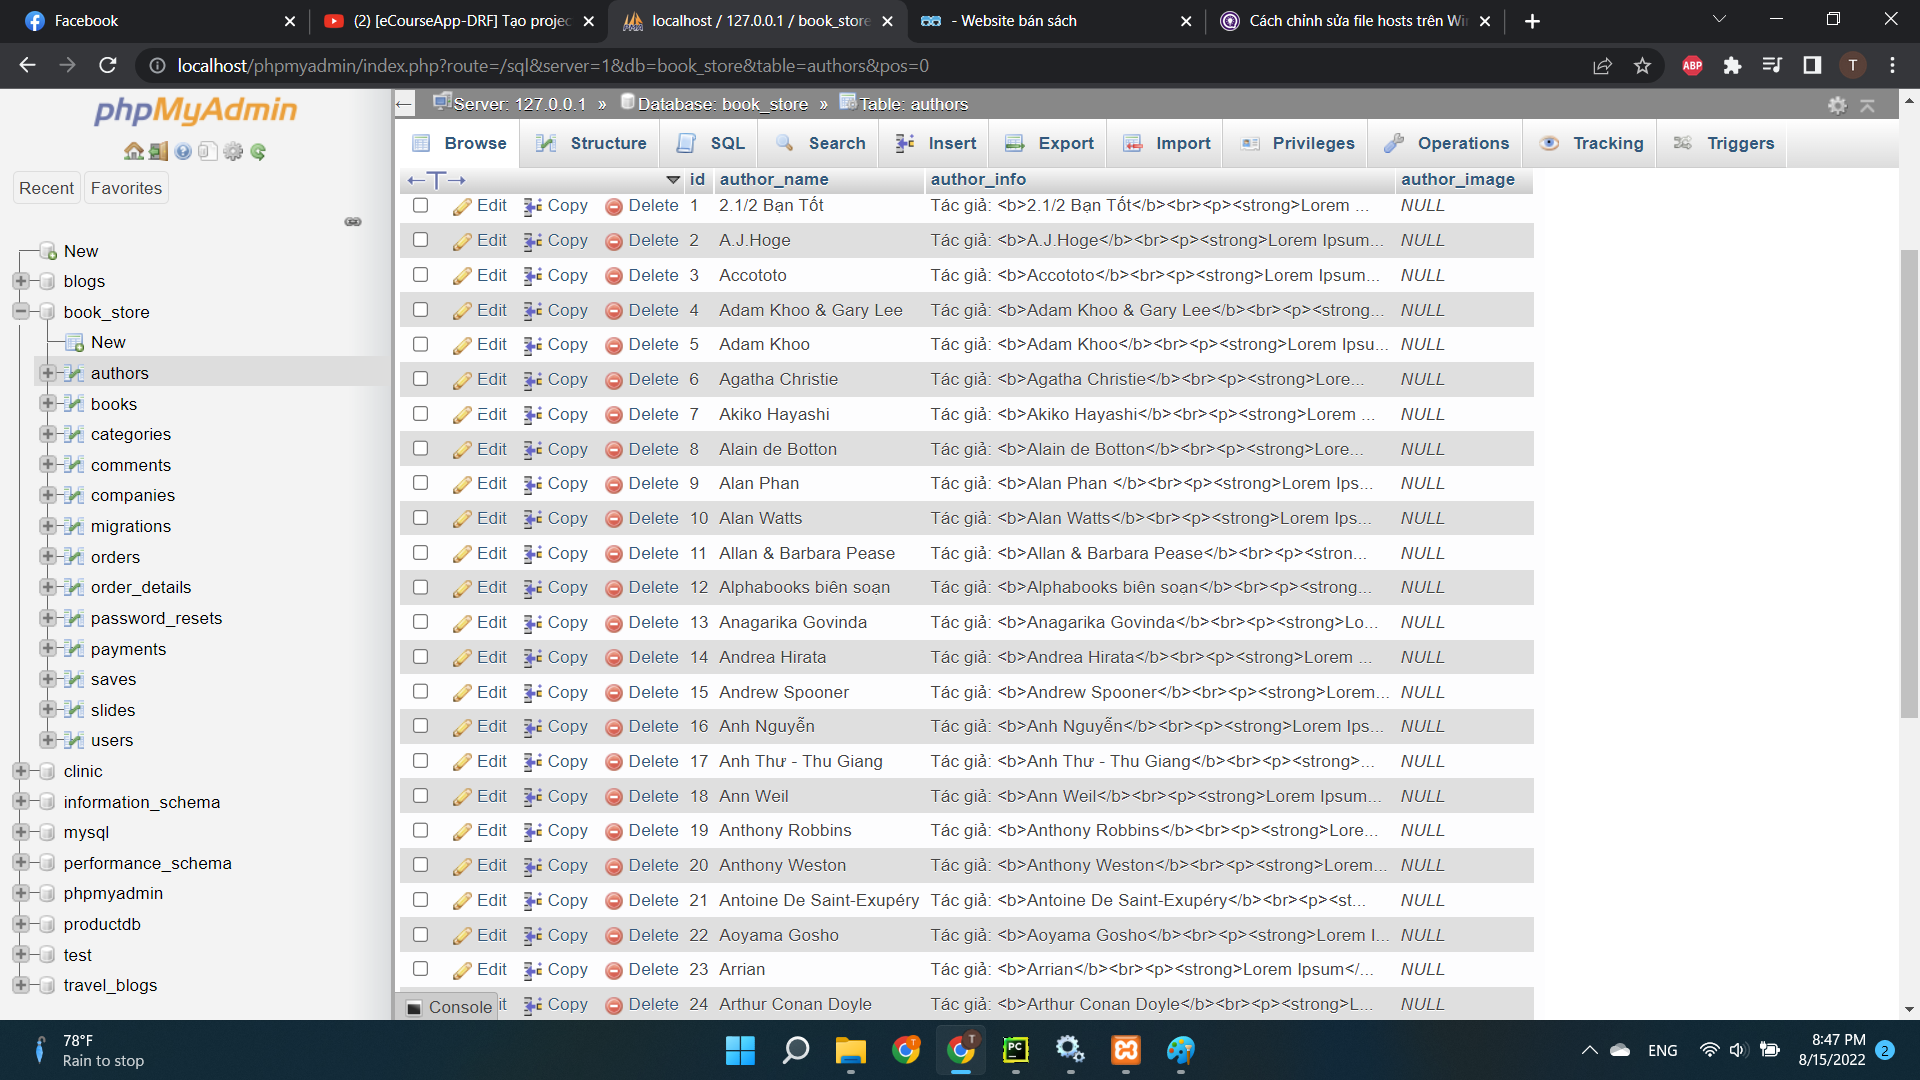 Facebook
(2) [eCourseApp-DRF] Tạo projec
localhost / 127.0.0.1 / book_store
- Website bán sách
Cách chỉnh sửa file hosts trên Win
localhost/phpmyadmin/index.php?route=/sql&server=1&db=book_store&table=authors&pos=0
ABP
T
phpMyAdmin
Recent Favorites
New
blogs
book_store
New
authors
books
categories
comments
companies
migrations
orders
order_details
password_resets
payments
saves
slides
users
clinic
information_schema
mysql
performance_schema
phpmyadmin
productdb
test
travel_blogs
Server: 127.0.0.1 » Database: book_store » Table: authors
Browse Structure SQL Search Insert Export Import Privileges Operations Tracking Triggers
←T→ id author_name author_info author_image
Edit Copy Delete 1 2.1/2 Bạn Tốt Tác giả: <b>2.1/2 Bạn Tốt</b><br><p><strong>Lorem ... NULL
Edit Copy Delete 2 A.J.Hoge Tác giả: <b>A.J.Hoge</b><br><p><strong>Lorem Ipsum... NULL
Edit Copy Delete 3 Accototo Tác giả: <b>Accototo</b><br><p><strong>Lorem Ipsum... NULL
Edit Copy Delete 4 Adam Khoo & Gary Lee Tác giả: <b>Adam Khoo & Gary Lee</b><br><p><strong... NULL
Edit Copy Delete 5 Adam Khoo Tác giả: <b>Adam Khoo</b><br><p><strong>Lorem Ipsu... NULL
Edit Copy Delete 6 Agatha Christie Tác giả: <b>Agatha Christie</b><br><p><strong>Lore... NULL
Edit Copy Delete 7 Akiko Hayashi Tác giả: <b>Akiko Hayashi</b><br><p><strong>Lorem ... NULL
Edit Copy Delete 8 Alain de Botton Tác giả: <b>Alain de Botton</b><br><p><strong>Lore... NULL
Edit Copy Delete 9 Alan Phan Tác giả: <b>Alan Phan </b><br><p><strong>Lorem Ips... NULL
Edit Copy Delete 10 Alan Watts Tác giả: <b>Alan Watts</b><br><p><strong>Lorem Ips... NULL
Edit Copy Delete 11 Allan & Barbara Pease Tác giả: <b>Allan & Barbara Pease</b><br><p><stron... NULL
Edit Copy Delete 12 Alphabooks biên soạn Tác giả: <b>Alphabooks biên soạn</b><br><p><strong... NULL
Edit Copy Delete 13 Anagarika Govinda Tác giả: <b>Anagarika Govinda</b><br><p><strong>Lo... NULL
Edit Copy Delete 14 Andrea Hirata Tác giả: <b>Andrea Hirata</b><br><p><strong>Lorem ... NULL
Edit Copy Delete 15 Andrew Spooner Tác giả: <b>Andrew Spooner</b><br><p><strong>Lorem... NULL
Edit Copy Delete 16 Anh Nguyễn Tác giả: <b>Anh Nguyễn</b><br><p><strong>Lorem Ips... NULL
Edit Copy Delete 17 Anh Thư - Thu Giang Tác giả: <b>Anh Thư - Thu Giang</b><br><p><strong>... NULL
Edit Copy Delete 18 Ann Weil Tác giả: <b>Ann Weil</b><br><p><strong>Lorem Ipsum... NULL
Edit Copy Delete 19 Anthony Robbins Tác giả: <b>Anthony Robbins</b><br><p><strong>Lore... NULL
Edit Copy Delete 20 Anthony Weston Tác giả: <b>Anthony Weston</b><br><p><strong>Lorem... NULL
Edit Copy Delete 21 Antoine De Saint-Exupéry Tác giả: <b>Antoine De Saint-Exupéry</b><br><p><st... NULL
Edit Copy Delete 22 Aoyama Gosho Tác giả: <b>Aoyama Gosho</b><br><p><strong>Lorem I... NULL
Edit Copy Delete 23 Arrian Tác giả: <b>Arrian</b><br><p><strong>Lorem Ipsum</... NULL
Console it Copy Delete 24 Arthur Conan Doyle Tác giả: <b>Arthur Conan Doyle</b><br><p><strong>L... NULL
78°F
Rain to stop
T
T
PC
ENG
8:47 PM
8/15/2022
2